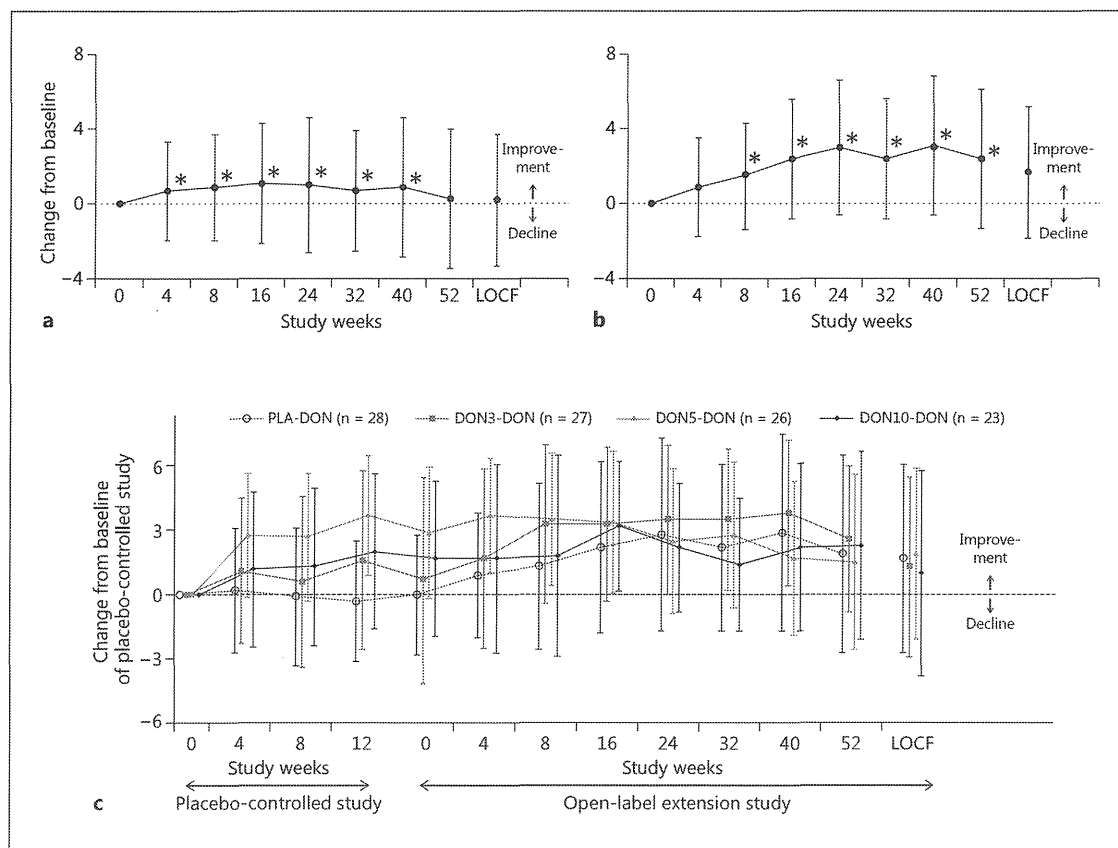 8
4
0
−4
Change from baseline
* * * * * *
Improve-
ment
Decline
0 4 8 16 24 32 40 52 LOCF
Study weeks
a
8
4
0
−4
* * * * * *
Improve-
ment
Decline
0 4 8 16 24 32 40 52 LOCF
Study weeks
b
PLA-DON (n = 28) DON3-DON (n = 27) DON5-DON (n = 26) DON10-DON (n = 23)
6
3
0
−3
−6
Change from baseline
of placebo-controlled study
Improve-
ment
Decline
0 4 8 12 0 4 8 16 24 32 40 52 LOCF
Study weeks Study weeks
c Placebo-controlled study Open-label extension study